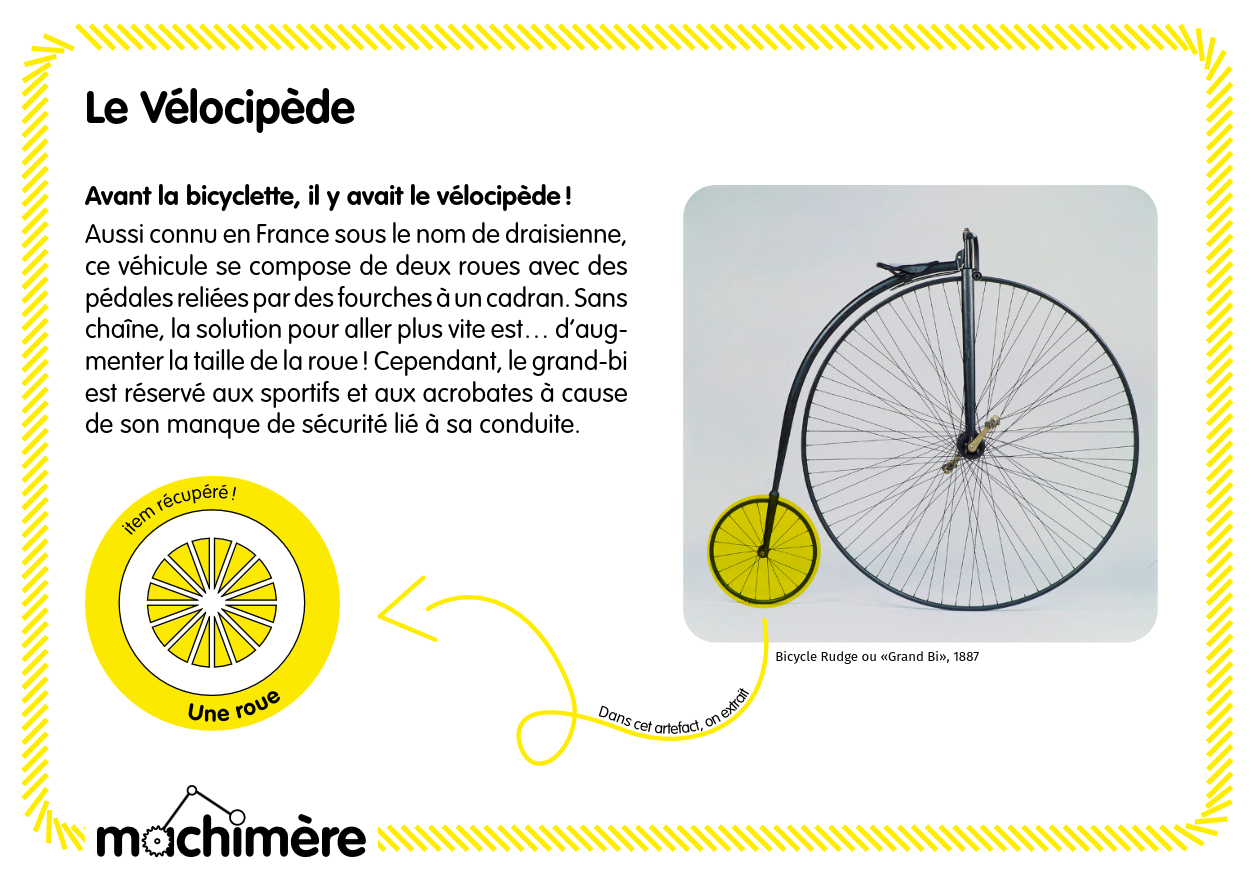 Le Vélocipède
Avant la bicyclette, il y avait le vélocipède !
Aussi connu en France sous le nom de draisienne,
ce véhicule se compose de deux roues avec des
pédales reliées par des fourches à un cadran. Sans
chaîne, la solution pour aller plus vite est… d’aug-
menter la taille de la roue ! Cependant, le grand-bi
est réservé aux sportifs et aux acrobates à cause
de son manque de sécurité lié à sa conduite.
item récupéré !
Une roue
Bicycle Rudge ou «Grand Bi», 1887
Dans cet artefact, on extrait
machimère